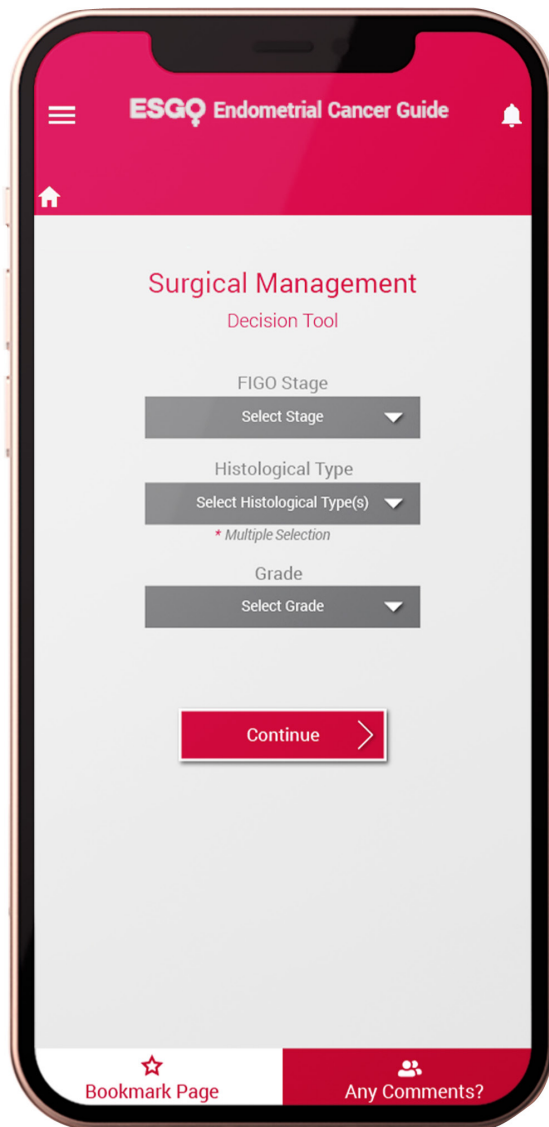 ESGO Endometrial Cancer Guide
Surgical Management
Decision Tool
FIGO Stage
Select Stage
Histological Type
Select Histological Type(s)
* Multiple Selection
Grade
Select Grade
Continue
Bookmark Page
Any Comments?